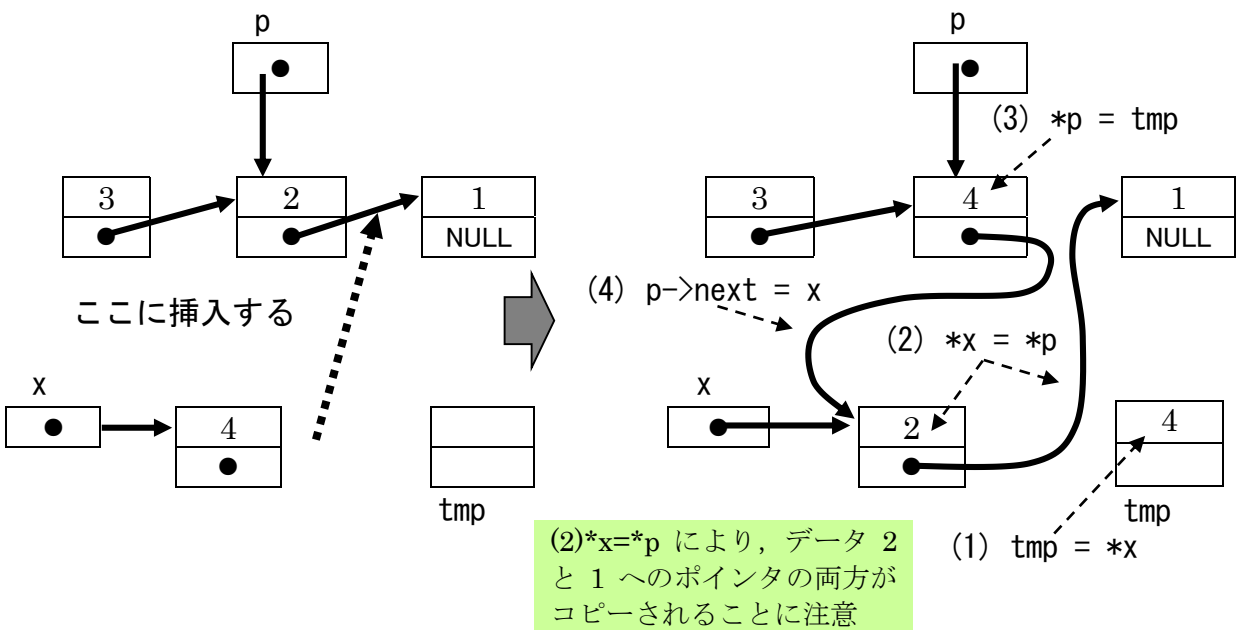 p
3
2
1
NULL
ここに挿入する
x
4
tmp
p
(3) *p = tmp
3
4
1
NULL
(4) p->next = x
(2) *x = *p
x
2
4
tmp
(1) tmp = *x
(2)*x=*p により，データ 2
と 1 へのポインタの両方が
コピーされることに注意